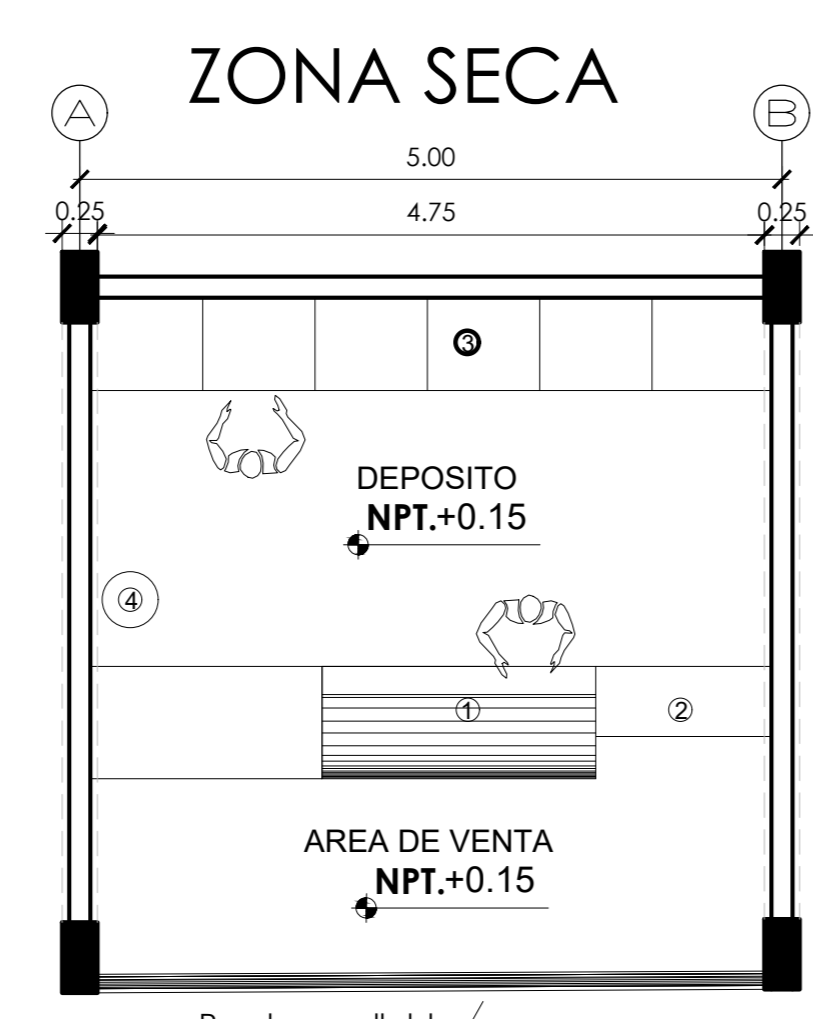 ZONA SECA
A B
5.00
0.25 4.75 0.25
3
DEPOSITO
NPT.+0.15
4
1 2
AREA DE VENTA
NPT.+0.15